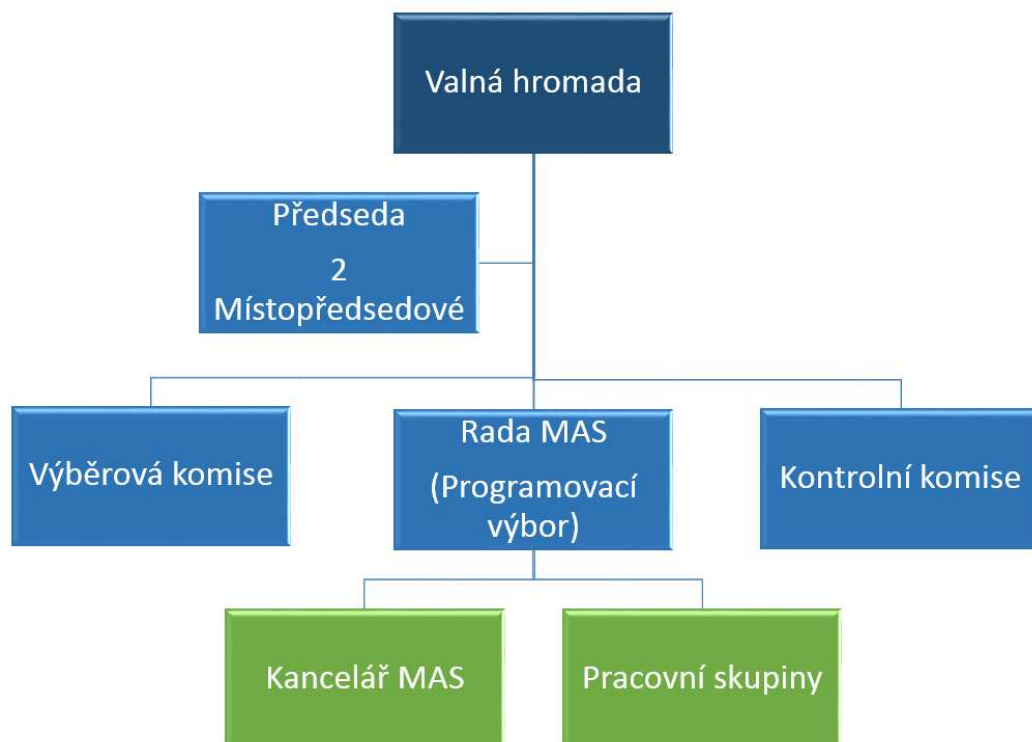 Valná hromada
Předseda
2
Místopředsedové
Výběrová komise
Rada MAS
(Programovací
výbor)
Kontrolní komise
Kancelář MAS
Pracovní skupiny